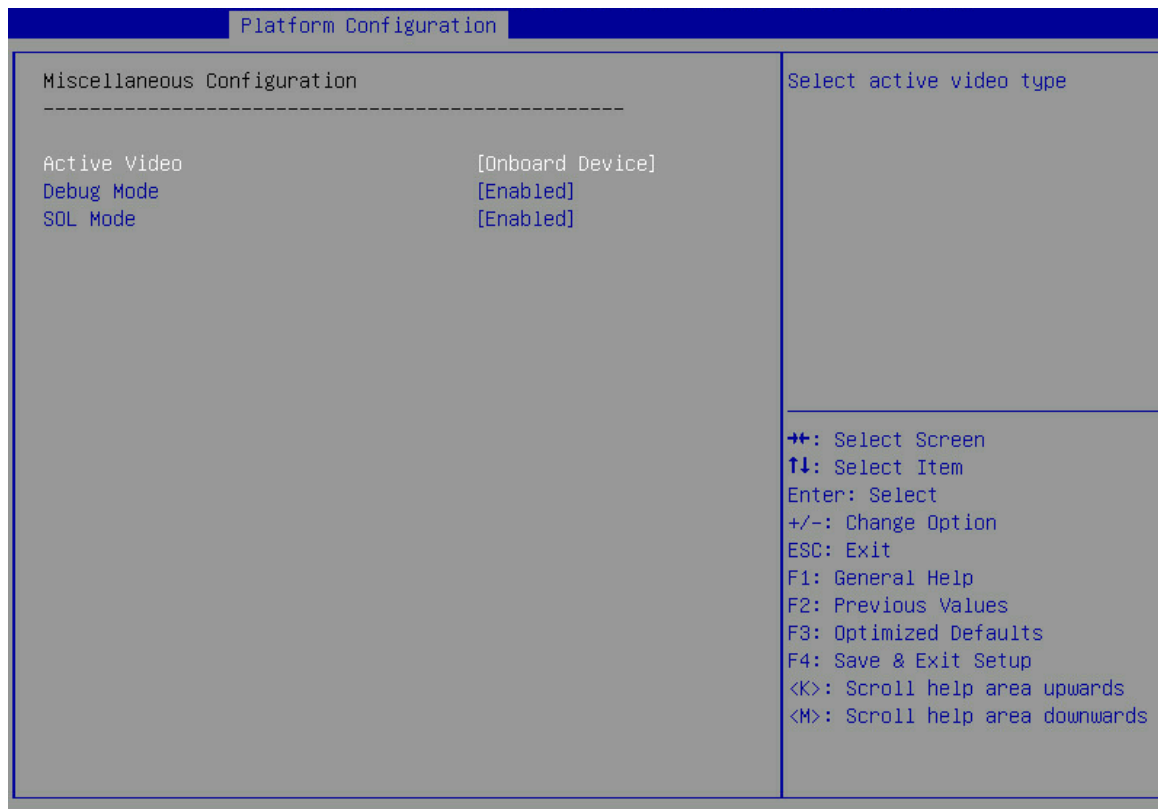 Platform Configuration
Miscellaneous Configuration
--------------------------------------------------
Active Video [Onboard Device]
Debug Mode [Enabled]
SOL Mode [Enabled]
Select active video type
→←: Select Screen
↑↓: Select Item
Enter: Select
+/-: Change Option
ESC: Exit
F1: General Help
F2: Previous Values
F3: Optimized Defaults
F4: Save & Exit Setup
<K>: Scroll help area upwards
<M>: Scroll help area downwards